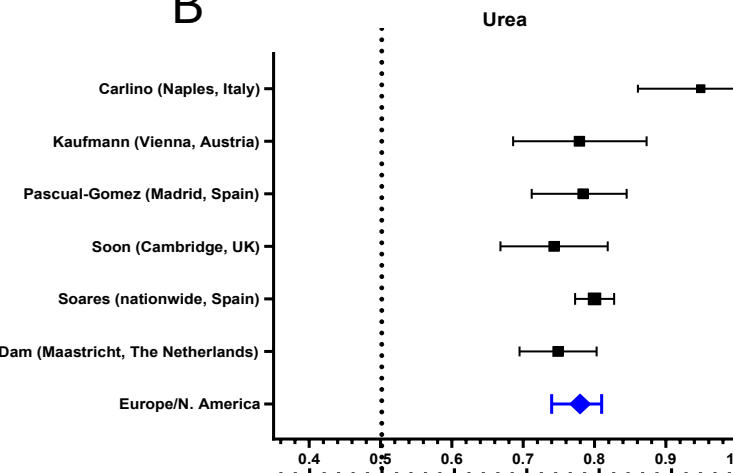 B
Urea
Carlino (Naples, Italy)
Kaufmann (Vienna, Austria)
Pascual-Gomez (Madrid, Spain)
Soon (Cambridge, UK)
Soares (nationwide, Spain)
Dam (Maastricht, The Netherlands)
Europe/N. America
0.4 0.5 0.6 0.7 0.8 0.9